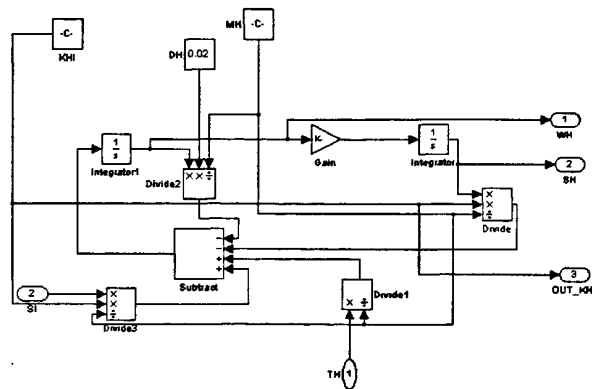 -C-
KHI
DH
0.02
MH
-C-
1
s
Integrator1
× × ÷
Divide2
K-
Gain
1
s
Integrator
1
WH
2
SH
×
×
÷
Divide
−
−
+
+
Subtract
2
SI
×
×
÷
Divide3
× ÷
Divide1
3
OUT_KH
TH
1